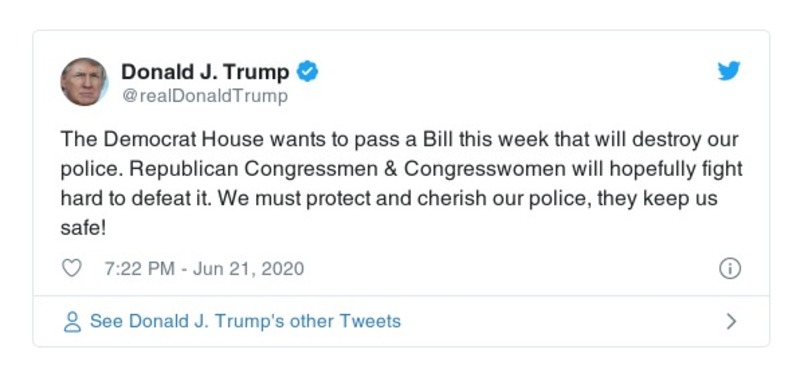 Donald J. Trump
@realDonaldTrump
The Democrat House wants to pass a Bill this week that will destroy our
police. Republican Congressmen & Congresswomen will hopefully fight
hard to defeat it. We must protect and cherish our police, they keep us
safe!
7:22 PM - Jun 21, 2020
See Donald J. Trump's other Tweets